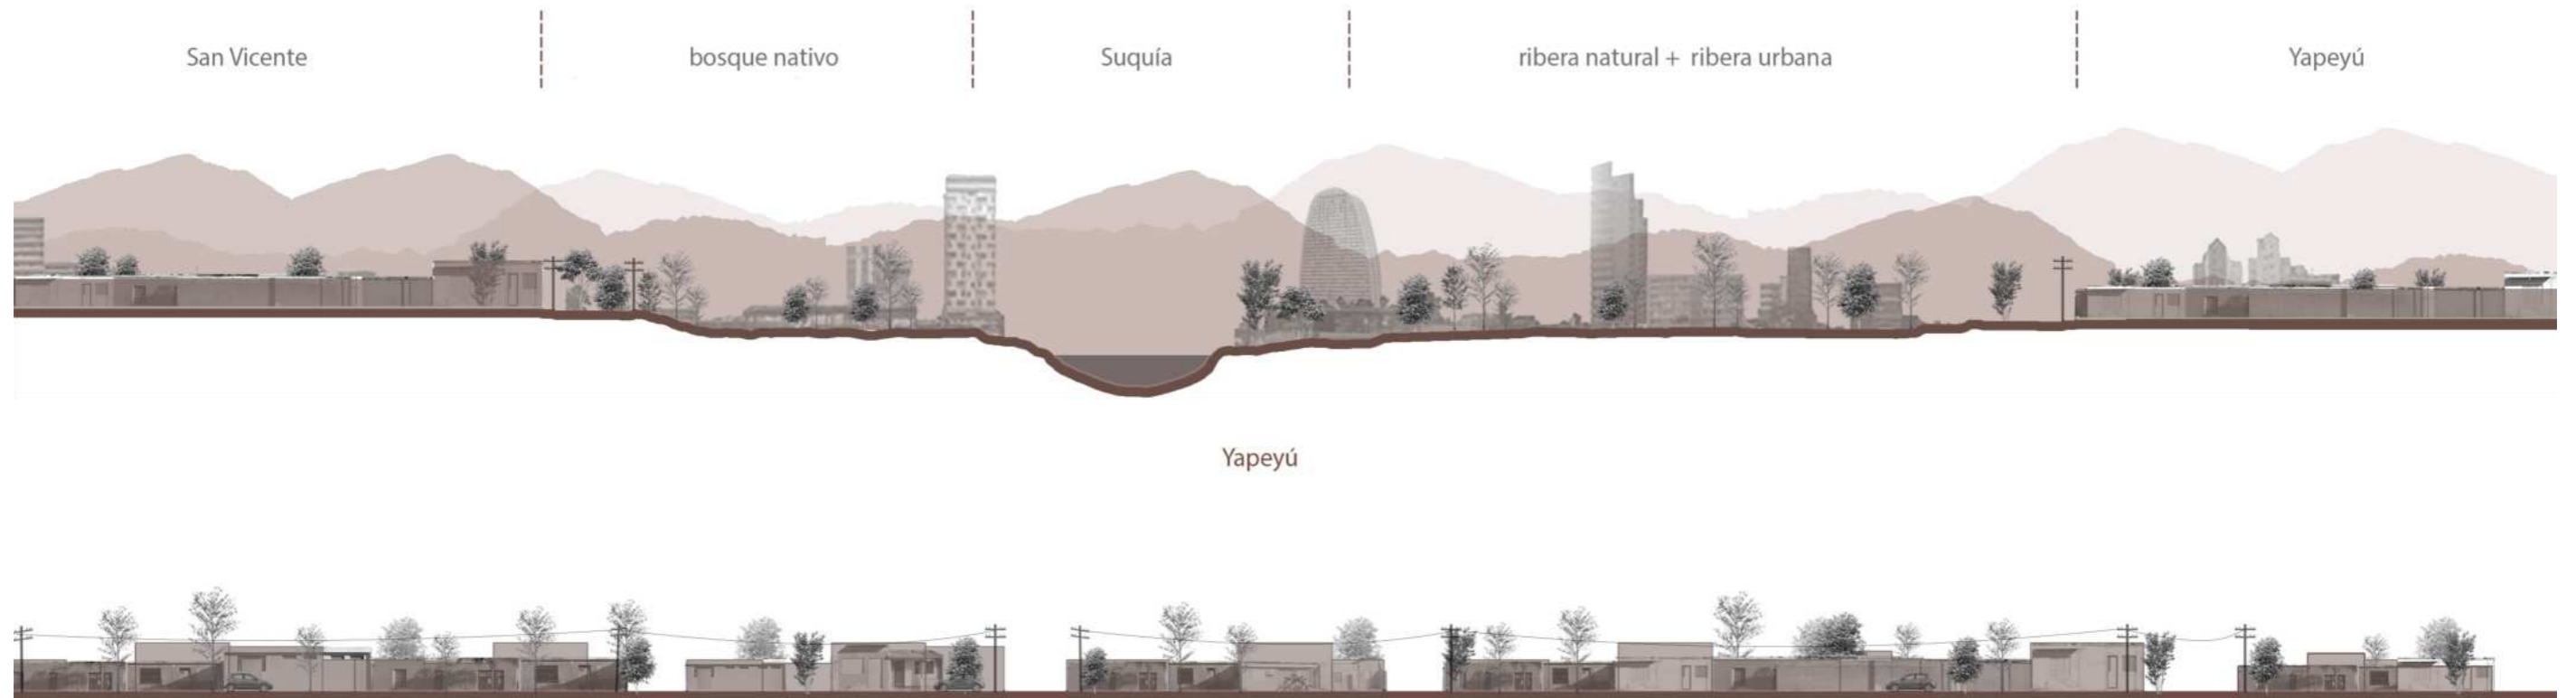 San Vicente
bosque nativo
Suquía
ribera natural + ribera urbana
Yapeyú
Yapeyú